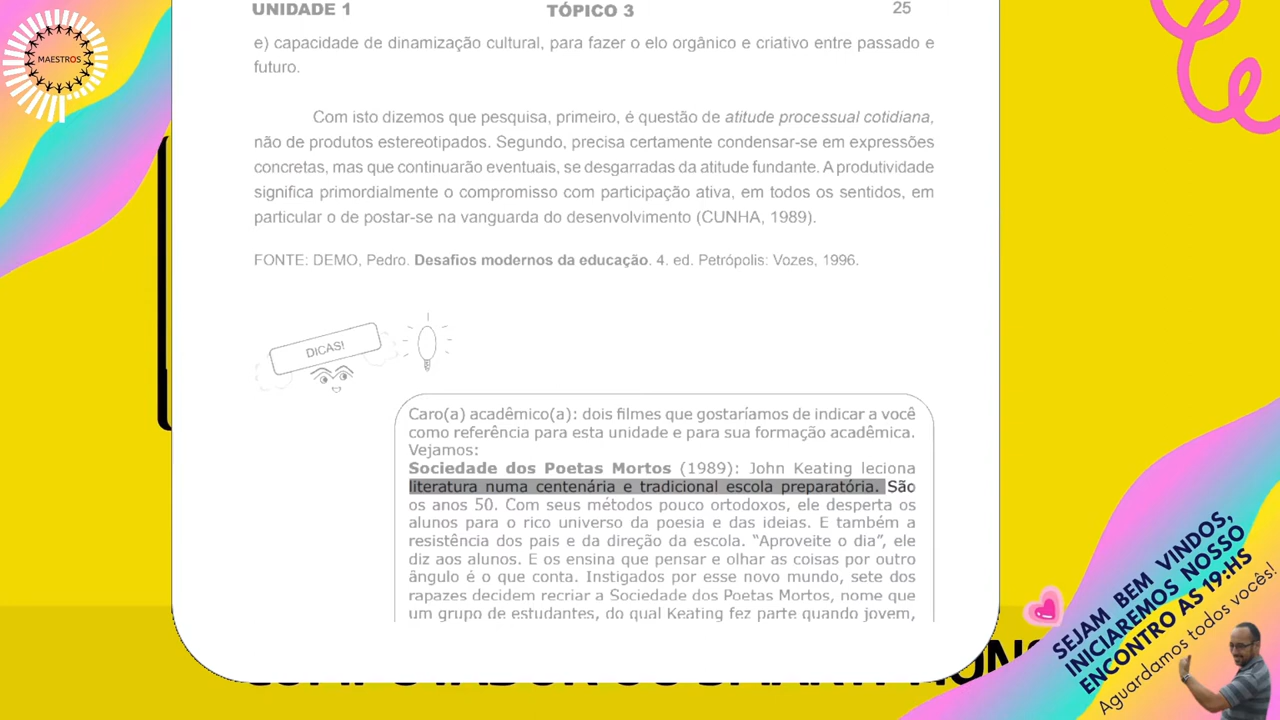 UNIDADE 1 TÓPICO 3 25
e) capacidade de dinamização cultural, para fazer o elo orgânico e criativo entre passado e
futuro.
Com isto dizemos que pesquisa, primeiro, é questão de atitude processual cotidiana,
não de produtos estereotipados. Segundo, precisa certamente condensar-se em expressões
concretas, mas que continuarão eventuais, se desgarradas da atitude fundante. A produtividade
significa primordialmente o compromisso com participação ativa, em todos os sentidos, em
particular o de postar-se na vanguarda do desenvolvimento (CUNHA, 1989).
FONTE: DEMO, Pedro. Desafios modernos da educação. 4. ed. Petrópolis: Vozes, 1996.
DICAS!
Caro(a) acadêmico(a): dois filmes que gostaríamos de indicar a você
como referência para esta unidade e para sua formação acadêmica.
Vejamos:
Sociedade dos Poetas Mortos (1989): John Keating leciona
literatura numa centenária e tradicional escola preparatória. São
os anos 50. Com seus métodos pouco ortodoxos, ele desperta os
alunos para o rico universo da poesia e das ideias. E também a
resistência dos pais e da direção da escola. “Aproveite o dia”, ele
diz aos alunos. E os ensina que pensar e olhar as coisas por outro
ângulo é o que conta. Instigados por esse novo mundo, sete dos
rapazes decidem recriar a Sociedade dos Poetas Mortos, nome que
um grupo de estudantes, do qual Keating fez parte quando jovem,
MAESTROS
SEJAM BEM VINDOS,
INICIAREMOS NOSSO
ENCONTRO AS 19:HS
Aguardamos todos vocês!